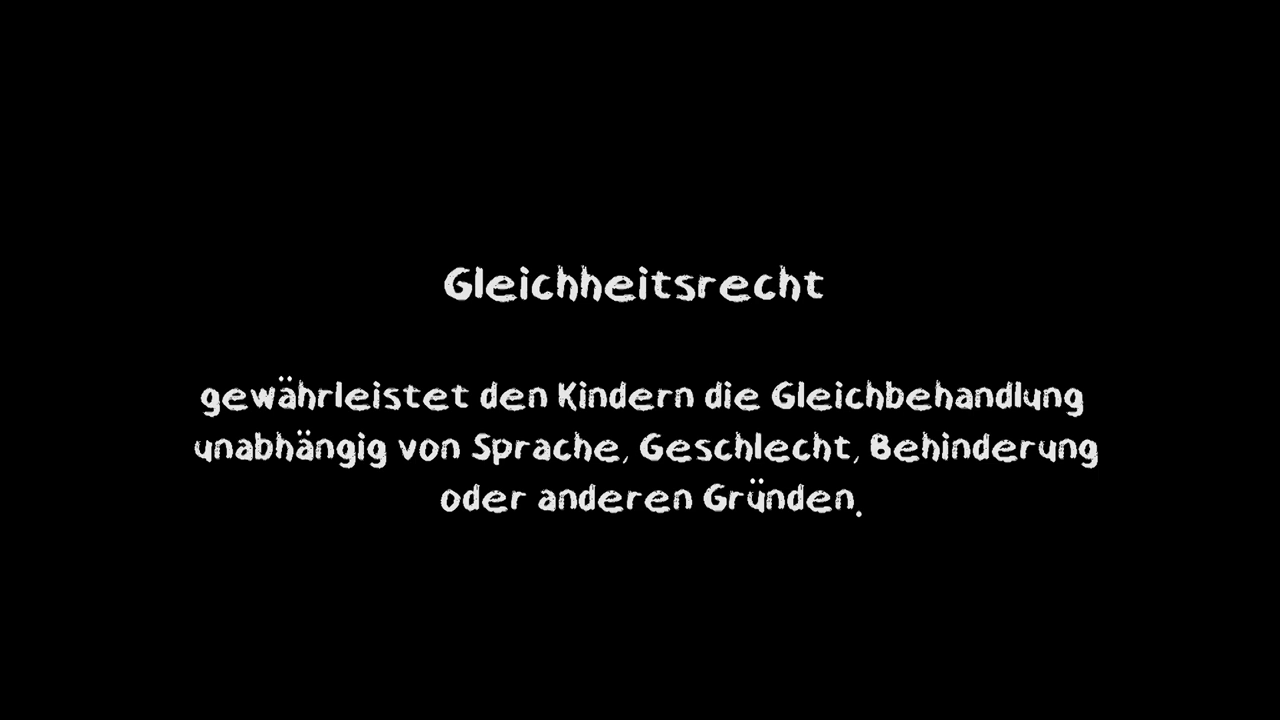 Gleichheitsrecht
gewährleistet den Kindern die Gleichbehandlung
unabhängig von Sprache, Geschlecht, Behinderung
oder anderen Gründen.